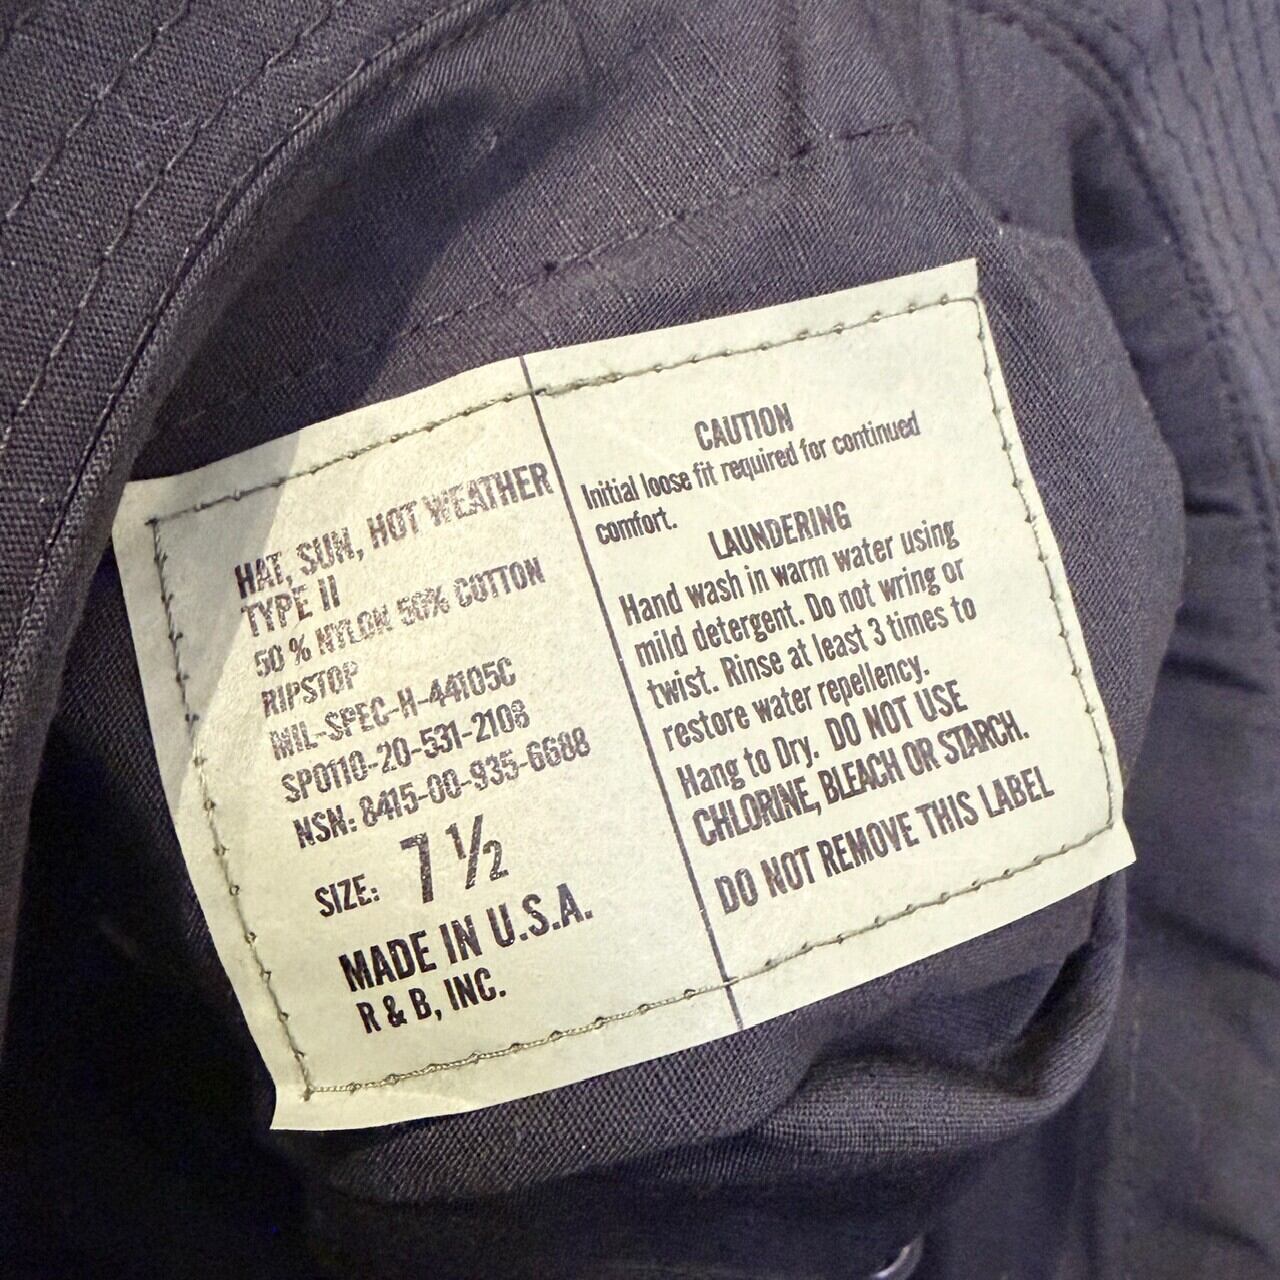 HAT, SUN, HOT WEATHER
TYPE II
50 % NYLON 50% COTTON
RIPSTOP
MIL-SPEC-H-44105C
SPO110-20-531-2108
NSN: 8415-00-935-6688
SIZE: 7 ½
MADE IN U.S.A.
R & B, INC.
CAUTION
Initial loose fit required for continued
comfort.
LAUNDERING
Hand wash in warm water using
mild detergent. Do not wring or
twist. Rinse at least 3 times to
restore water repellency.
Hang to Dry. DO NOT USE
CHLORINE, BLEACH OR STARCH.
DO NOT REMOVE THIS LABEL